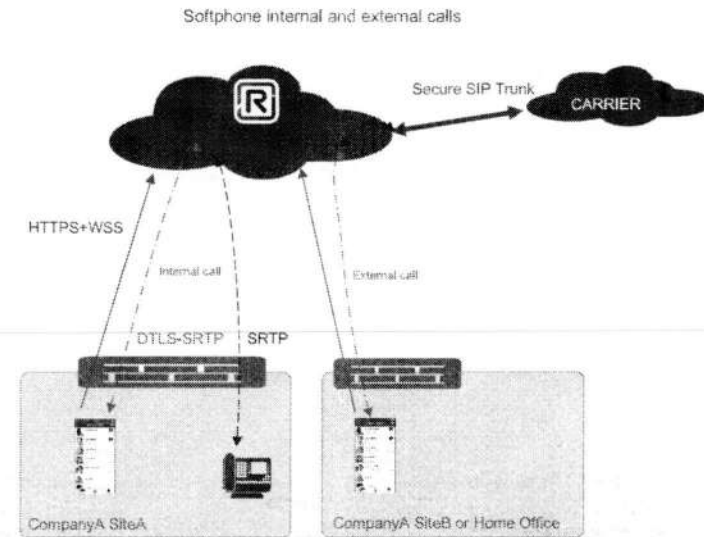 Softphone internal and external calls
R
Secure SIP Trunk
CARRIER
HTTPS+WSS
Internal call
External call
DTLS-SRTP
SRTP
CompanyA SiteA
CompanyA SiteB or Home Office